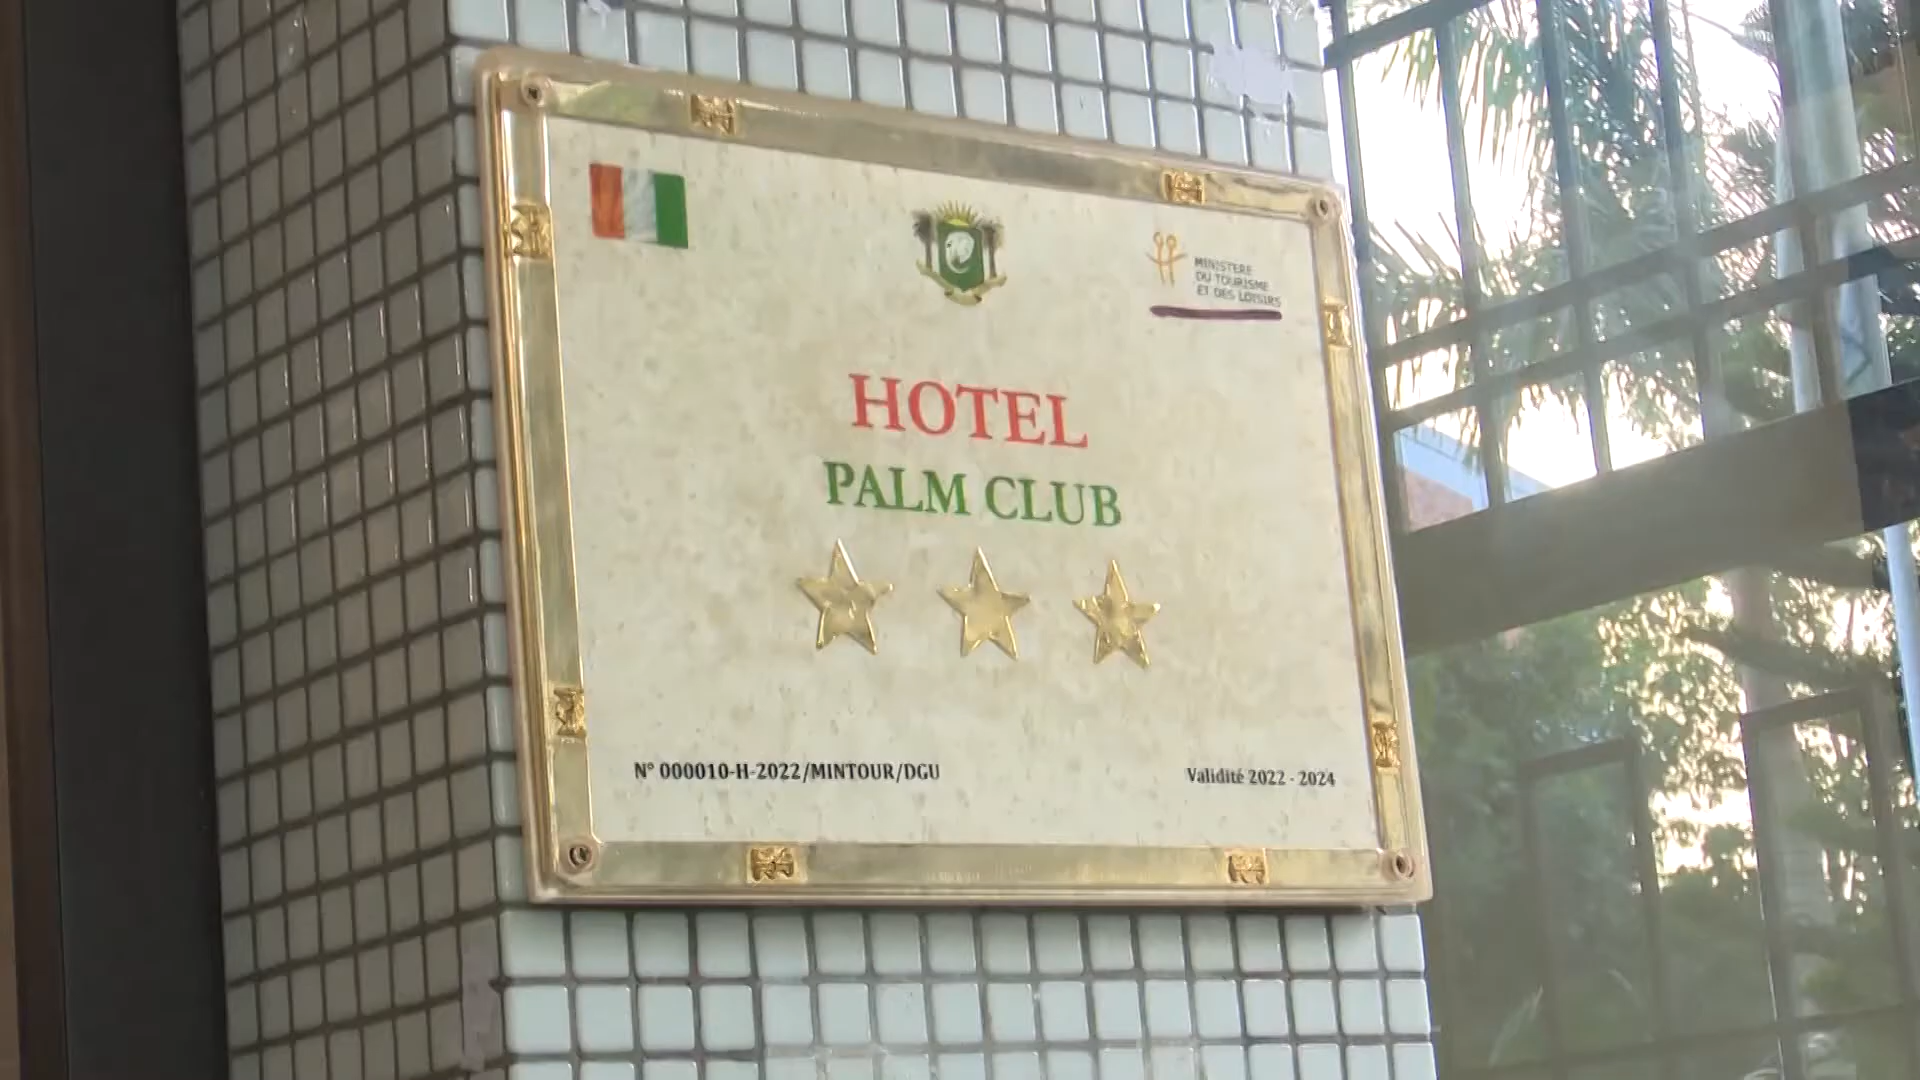 MINISTERE
DU TOURISME
ET DES LOISIRS
HOTEL
PALM CLUB
N° 000010-H-2022/MINTOUR/DGU
Validité 2022 - 2024